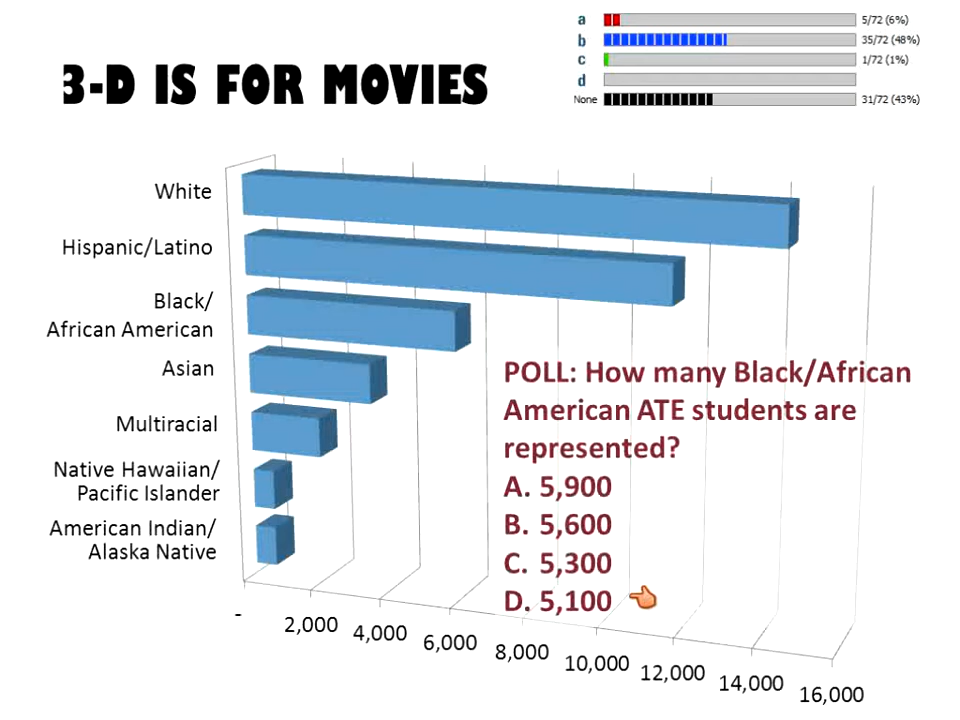 3-D IS FOR MOVIES
a 5/72 (6%)
b 35/72 (48%)
c 1/72 (1%)
d
None 31/72 (43%)
White
Hispanic/Latino
Black/
African American
Asian
Multiracial
Native Hawaiian/
Pacific Islander
American Indian/
Alaska Native
POLL: How many Black/African
American ATE students are
represented?
A. 5,900
B. 5,600
C. 5,300
D. 5,100
- 2,000 4,000 6,000 8,000 10,000 12,000 14,000 16,000